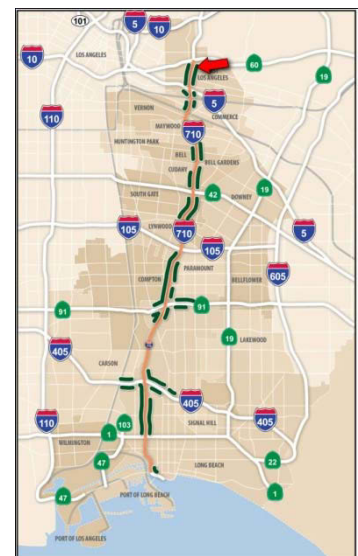 101
5
10
10
5
10
LOS ANGELES
60
LOS ANGELES
19
110
VERNON
5
COMMERCE
MAYWOOD
HUNTINGTON PARK
710
BELL
BELL GARDENS
CUDAHY
19
SOUTH GATE
42
DOWNEY
LYNWOOD
105
710
105
5
PARAMOUNT
605
COMPTON
BELLFLOWER
91
91
19
LAKEWOOD
405
CARSON
405
405
110
103
SIGNAL HILL
1
WILMINGTON
47
22
LONG BEACH
1
47
PORT OF LONG BEACH
PORT OF LOS ANGELES